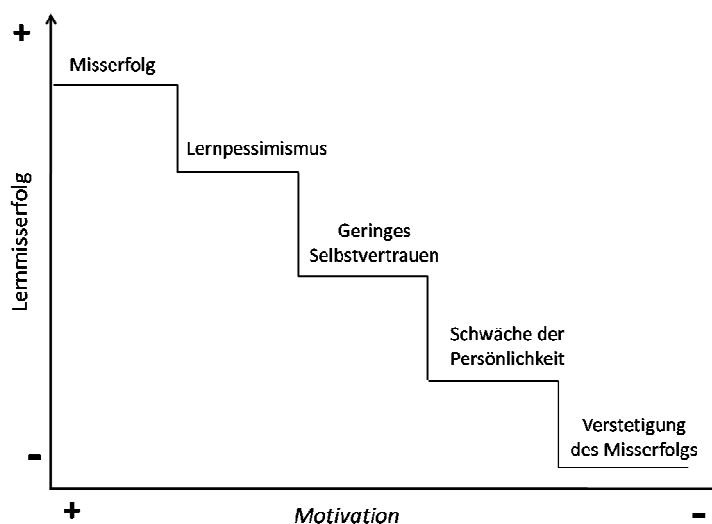 +
Misserfolg
Lernpessimismus
Geringes
Selbstvertrauen
Schwäche der
Persönlichkeit
Verstetigung
des Misserfolgs
Lernmisserfolg
-
+
Motivation
-